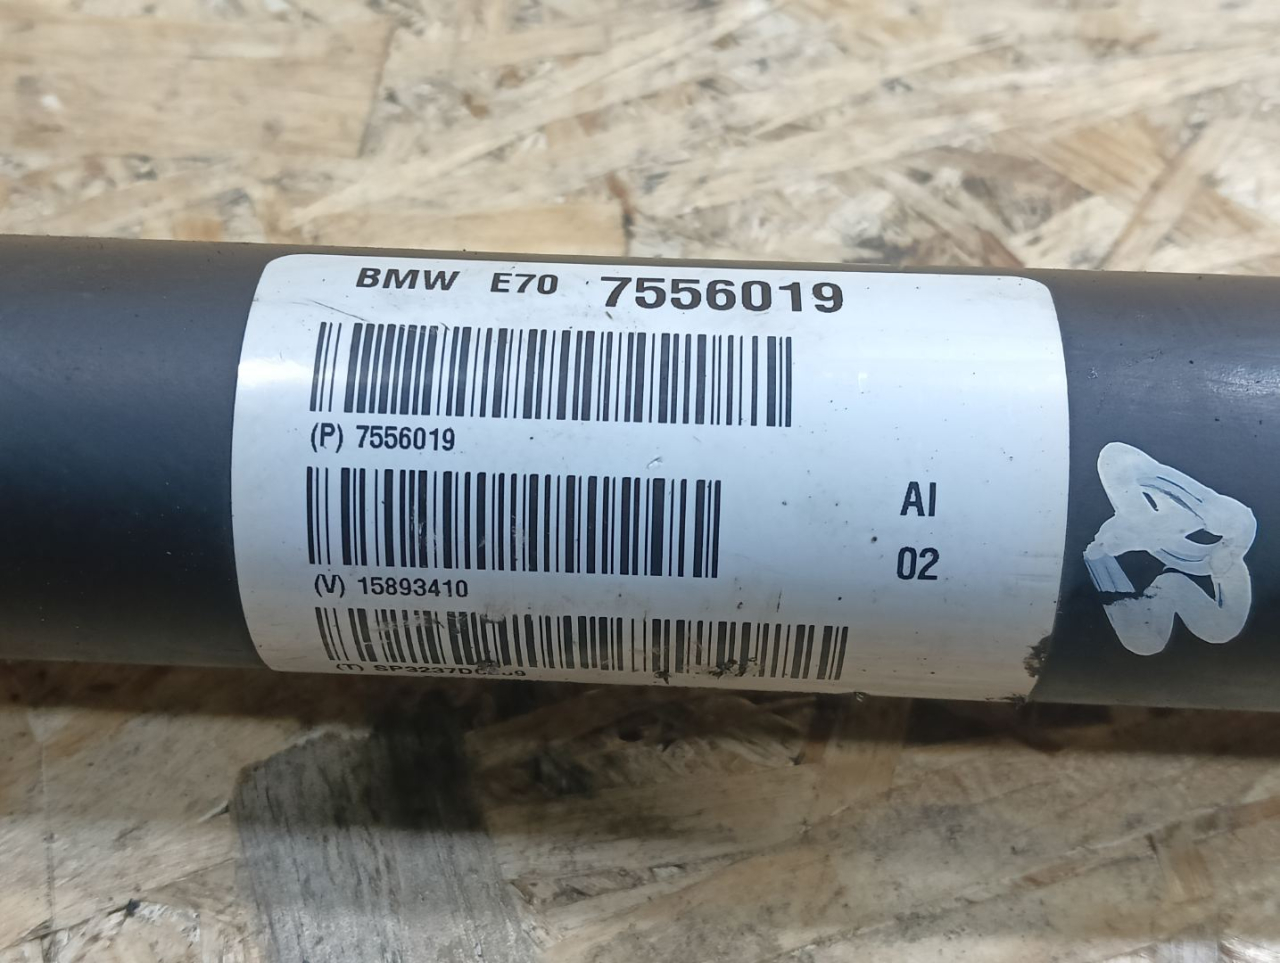 BMW E70 7556019
(P) 7556019
AI
02
(V) 15893410
(T)